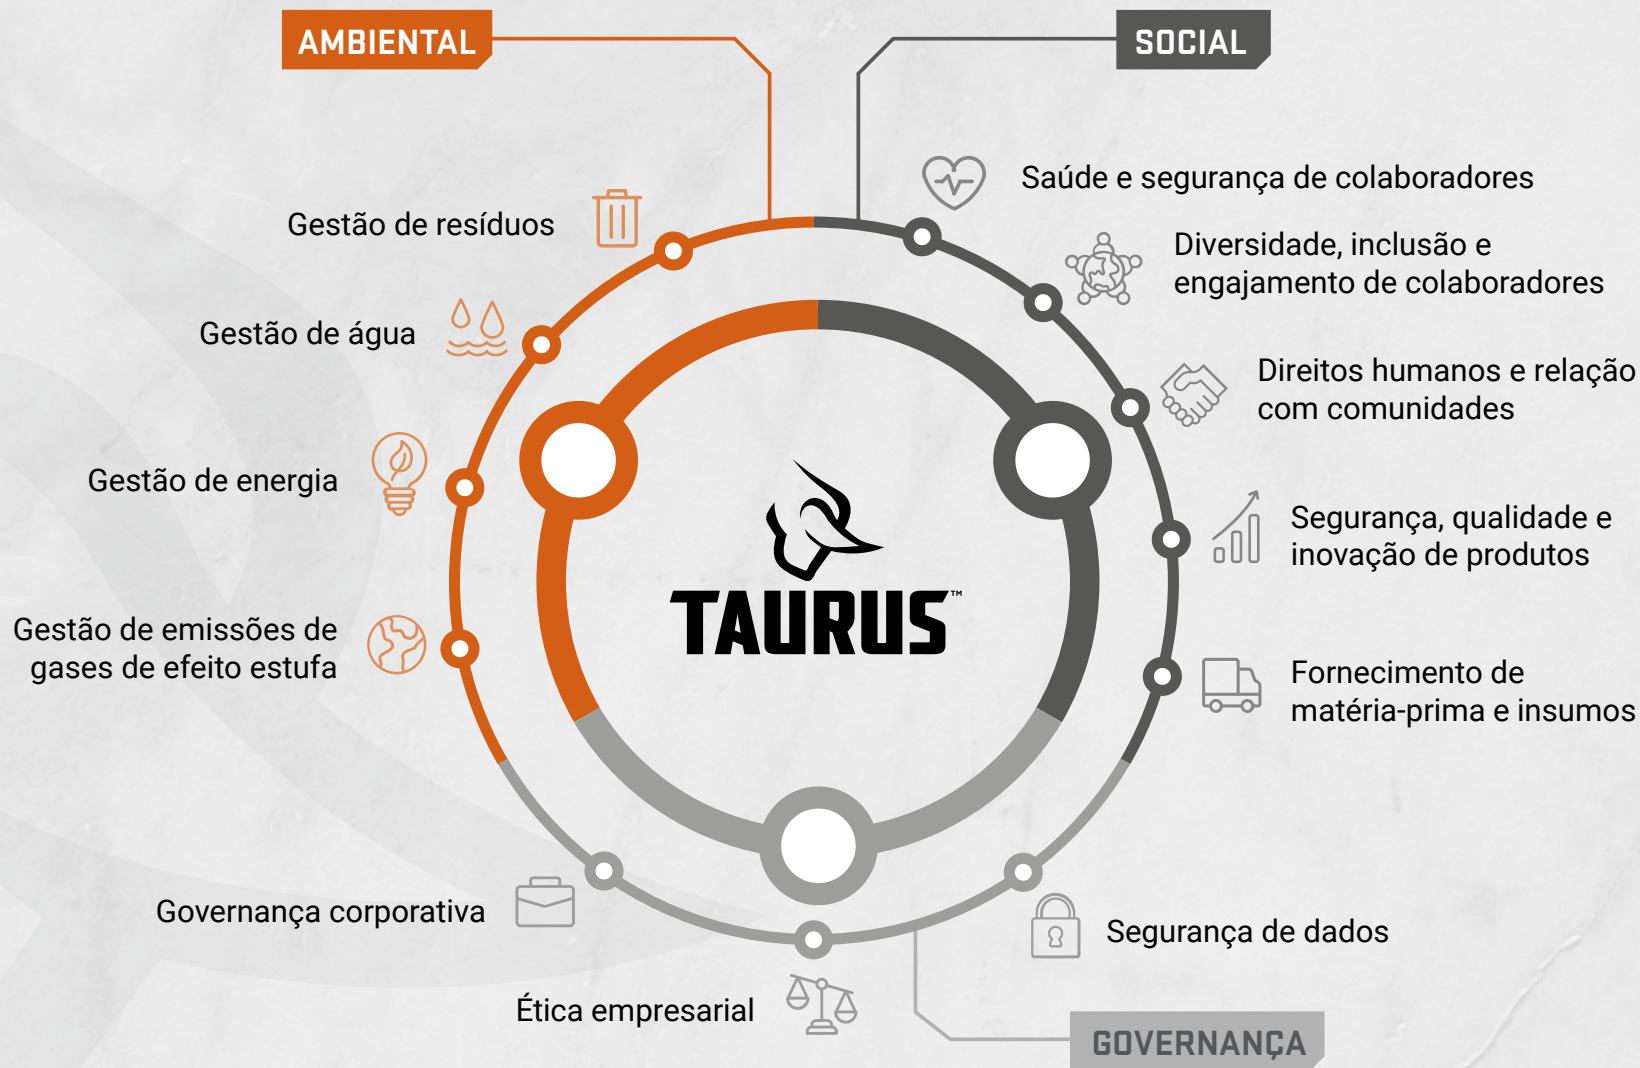 AMBIENTAL
SOCIAL
Saúde e segurança de colaboradores
Gestão de resíduos
Diversidade, inclusão e
engajamento de colaboradores
Gestão de água
Direitos humanos e relação
com comunidades
Gestão de energia
Segurança, qualidade e
inovação de produtos
TAURUS™
Gestão de emissões de
gases de efeito estufa
Fornecimento de
matéria-prima e insumos
Governança corporativa
Segurança de dados
Ética empresarial
GOVERNANÇA